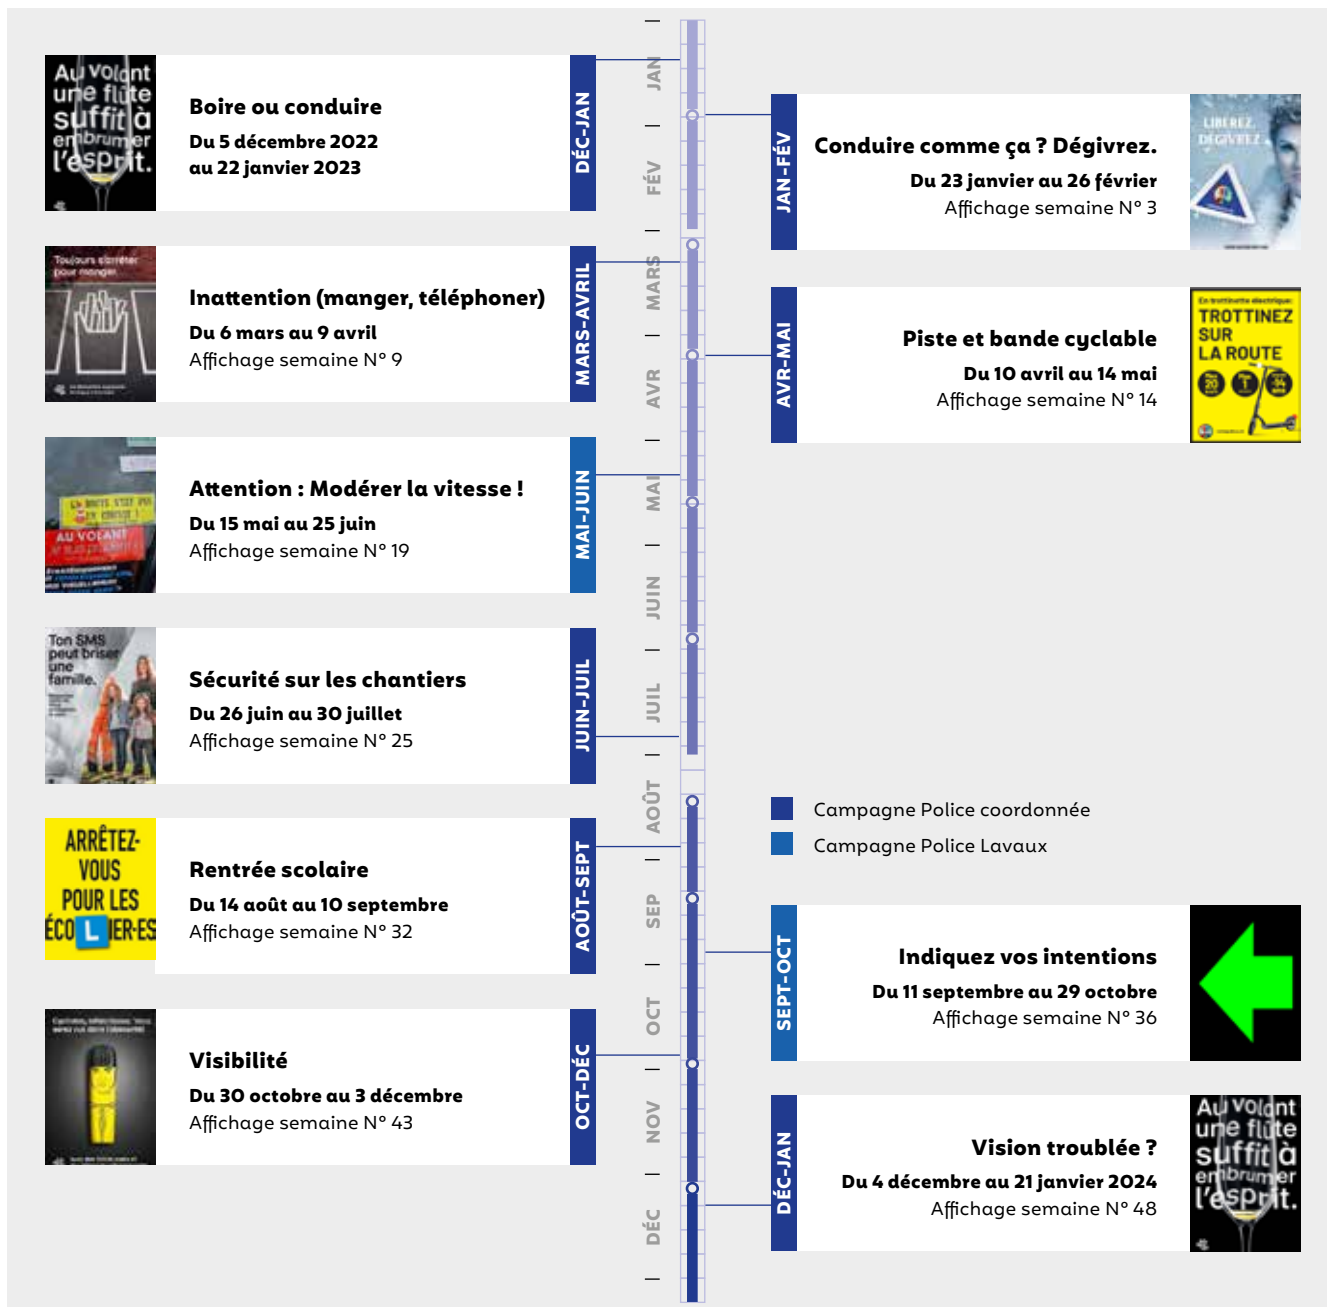 Au volant
une flûte
suffit à
embrumer
l'esprit.
Boire ou conduire
Du 5 décembre 2022
au 22 janvier 2023
DÉC-JAN
JAN
JAN-FÉV
Conduire comme ça ? Dégivrez.
Du 23 janvier au 26 février
Affichage semaine N° 3
LIBEREZ.
DÉGIVREZ.
FÉV
Toujours s'arrêter
pour manger.
Inattention (manger, téléphoner)
Du 6 mars au 9 avril
Affichage semaine N° 9
MARS-AVRIL
MARS
AVR-MAI
Piste et bande cyclable
Du 10 avril au 14 mai
Affichage semaine N° 14
En trottinette électrique:
TROTTINEZ
SUR
LA ROUTE
20
1
14
AVR
AU VOLANT
Attention : Modérer la vitesse !
Du 15 mai au 25 juin
Affichage semaine N° 19
MAI-JUIN
MAI
JUIN
Ton SMS
peut briser
une
famille.
Sécurité sur les chantiers
Du 26 juin au 30 juillet
Affichage semaine N° 25
JUIN-JUIL
JUIL
AOÛT
Campagne Police coordonnée
Campagne Police Lavaux
ARRÊTEZ-
VOUS
POUR LES
ÉCOLIER·ES
Rentrée scolaire
Du 14 août au 10 septembre
Affichage semaine N° 32
AOÛT-SEPT
SEP
SEPT-OCT
Indiquez vos intentions
Du 11 septembre au 29 octobre
Affichage semaine N° 36
OCT
Visibilité
Du 30 octobre au 3 décembre
Affichage semaine N° 43
OCT-DÉC
NOV
DÉC-JAN
Vision troublée ?
Du 4 décembre au 21 janvier 2024
Affichage semaine N° 48
Au volant
une flûte
suffit à
embrumer
l'esprit.
DÉC